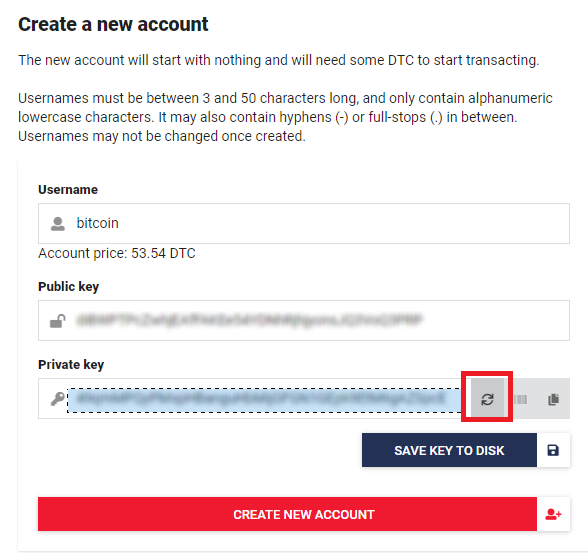 Create a new account
The new account will start with nothing and will need some DTC to start transacting.
Usernames must be between 3 and 50 characters long, and only contain alphanumeric
lowercase characters. It may also contain hyphens (-) or full-stops (.) in between.
Usernames may not be changed once created.
Username
bitcoin
Account price: 53.54 DTC
Public key
Private key
SAVE KEY TO DISK
CREATE NEW ACCOUNT